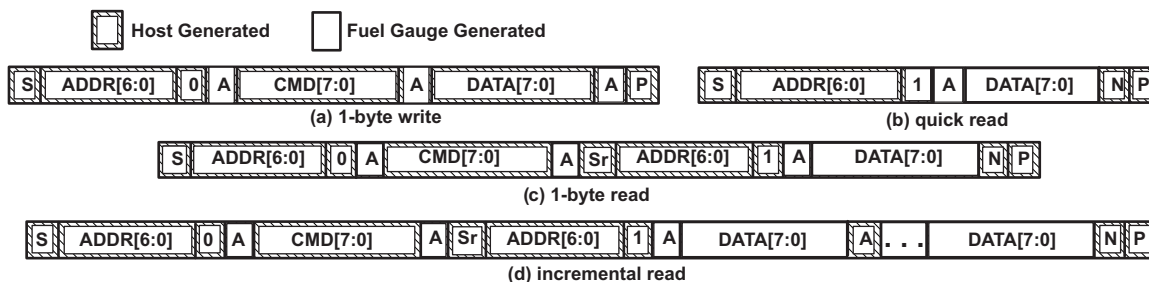 Host Generated Fuel Gauge Generated
S ADDR[6:0] 0 A CMD[7:0] A DATA[7:0] A P S ADDR[6:0] 1 A DATA[7:0] N P
(a) 1-byte write (b) quick read
S ADDR[6:0] 0 A CMD[7:0] A Sr ADDR[6:0] 1 A DATA[7:0] N P
(c) 1-byte read
S ADDR[6:0] 0 A CMD[7:0] A Sr ADDR[6:0] 1 A DATA[7:0] A . . . DATA[7:0] N P
(d) incremental read